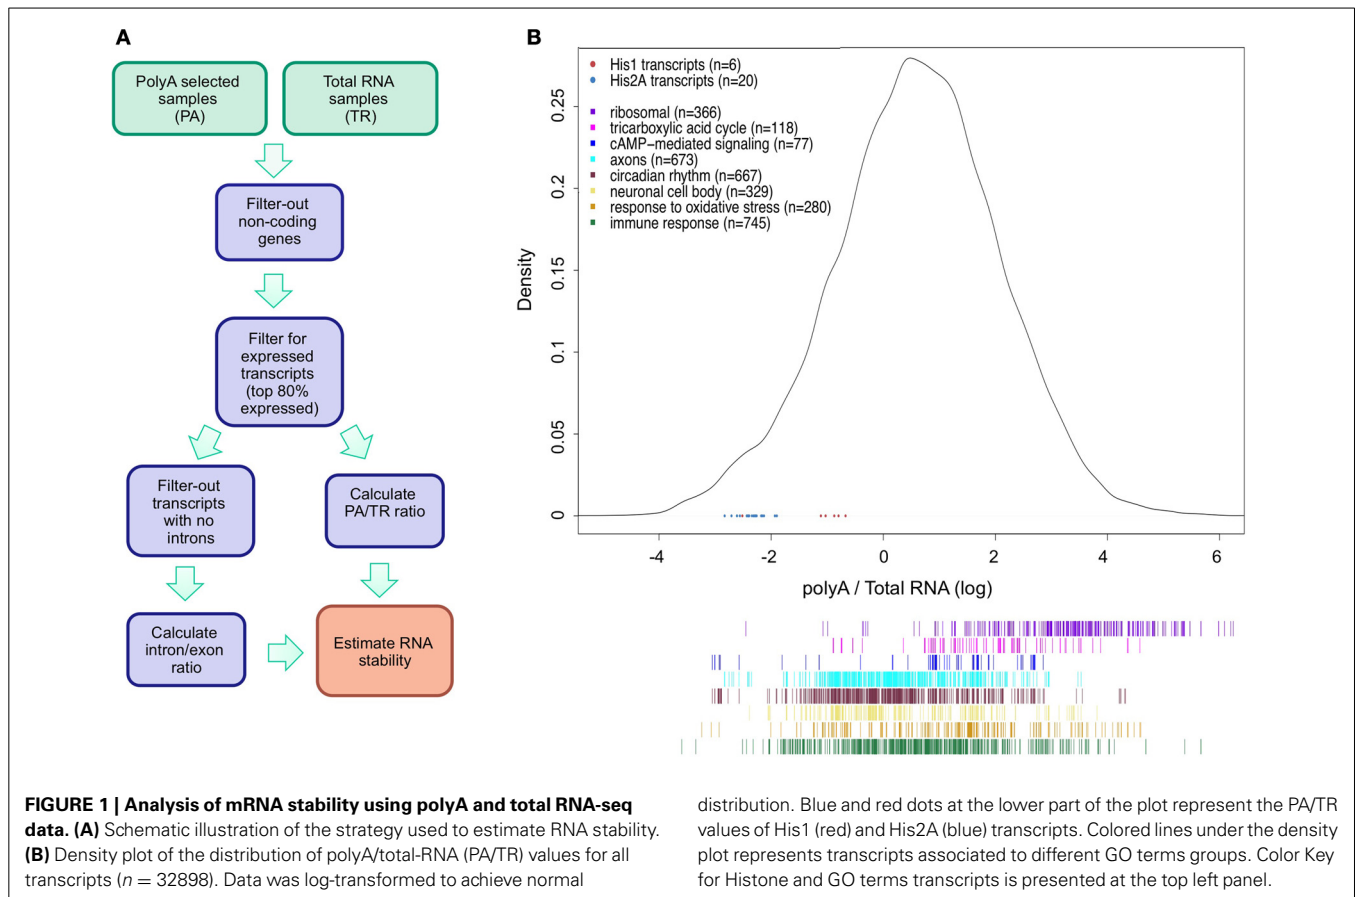 A
PolyA selected
samples
(PA)
Total RNA
samples
(TR)
Filter-out
non-coding
genes
Filter for
expressed
transcripts
(top 80%
expressed)
Filter-out
transcripts
with no
introns
Calculate
PA/TR ratio
Calculate
intron/exon
ratio
Estimate RNA
stability
B
His1 transcripts (n=6)
His2A transcripts (n=20)
ribosomal (n=366)
tricarboxylic acid cycle (n=118)
cAMP−mediated signaling (n=77)
axons (n=673)
circadian rhythm (n=667)
neuronal cell body (n=329)
response to oxidative stress (n=280)
immune response (n=745)
Density
0.25
0.2
0.15
0.1
0.05
0
-4
-2
0
2
4
6
polyA / Total RNA (log)
FIGURE 1 | Analysis of mRNA stability using polyA and total RNA-seq
data. (A) Schematic illustration of the strategy used to estimate RNA stability.
(B) Density plot of the distribution of polyA/total-RNA (PA/TR) values for all
transcripts (n = 32898). Data was log-transformed to achieve normal
distribution. Blue and red dots at the lower part of the plot represent the PA/TR
values of His1 (red) and His2A (blue) transcripts. Colored lines under the density
plot represents transcripts associated to different GO terms groups. Color Key
for Histone and GO terms transcripts is presented at the top left panel.